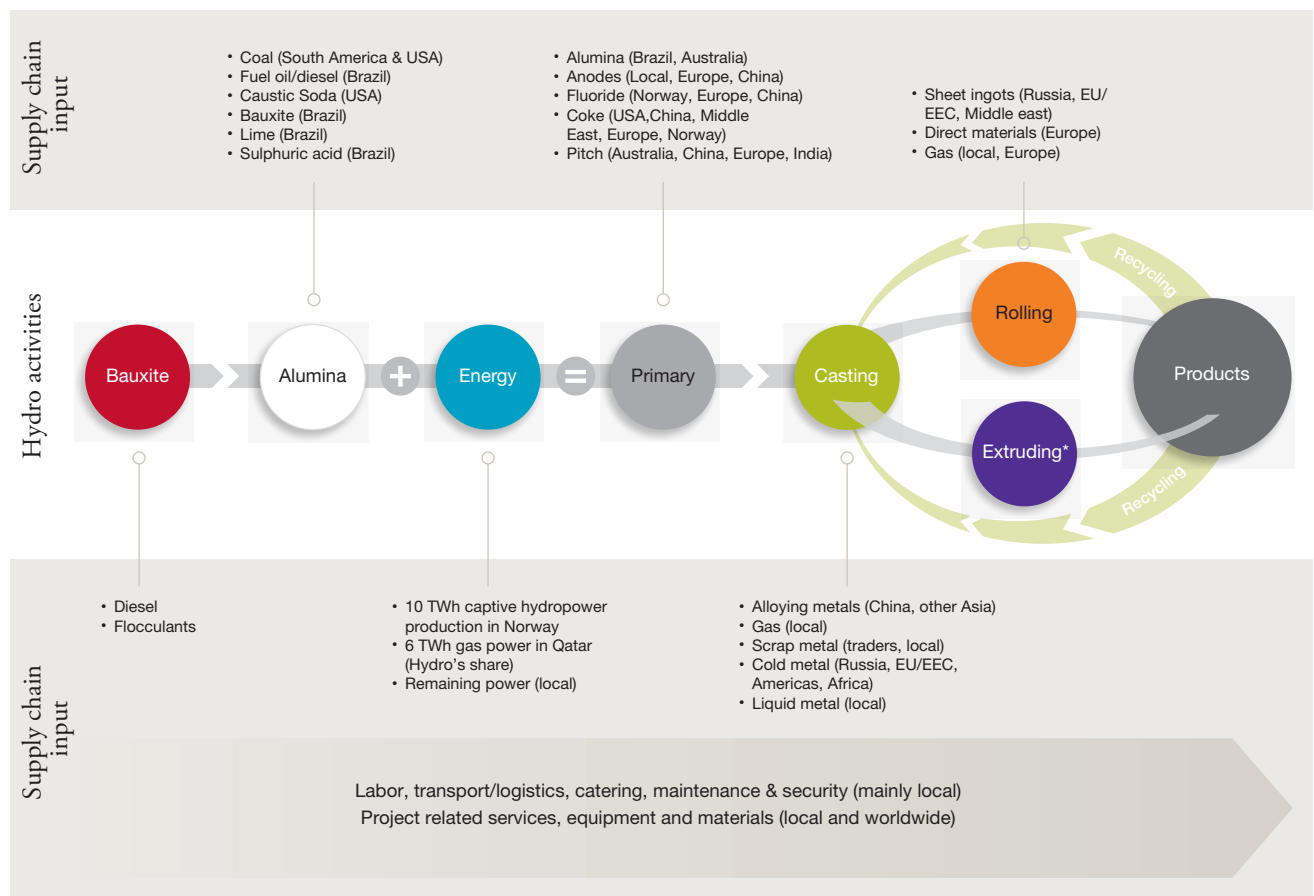 Supply chain
input
• Coal (South America & USA)
• Fuel oil/diesel (Brazil)
• Caustic Soda (USA)
• Bauxite (Brazil)
• Lime (Brazil)
• Sulphuric acid (Brazil)
• Alumina (Brazil, Australia)
• Anodes (Local, Europe, China)
• Fluoride (Norway, Europe, China)
• Coke (USA,China, Middle
East, Europe, Norway)
• Pitch (Australia, China, Europe, India)
• Sheet ingots (Russia, EU/
EEC, Middle east)
• Direct materials (Europe)
• Gas (local, Europe)
Hydro activities
Bauxite
Alumina
+
Energy
=
Primary
Casting
Rolling
Extruding*
Recycling
Recycling
Products
Supply chain
input
• Diesel
• Flocculants
• 10 TWh captive hydropower
production in Norway
• 6 TWh gas power in Qatar
(Hydro's share)
• Remaining power (local)
• Alloying metals (China, other Asia)
• Gas (local)
• Scrap metal (traders, local)
• Cold metal (Russia, EU/EEC,
Americas, Africa)
• Liquid metal (local)
Labor, transport/logistics, catering, maintenance & security (mainly local)
Project related services, equipment and materials (local and worldwide)